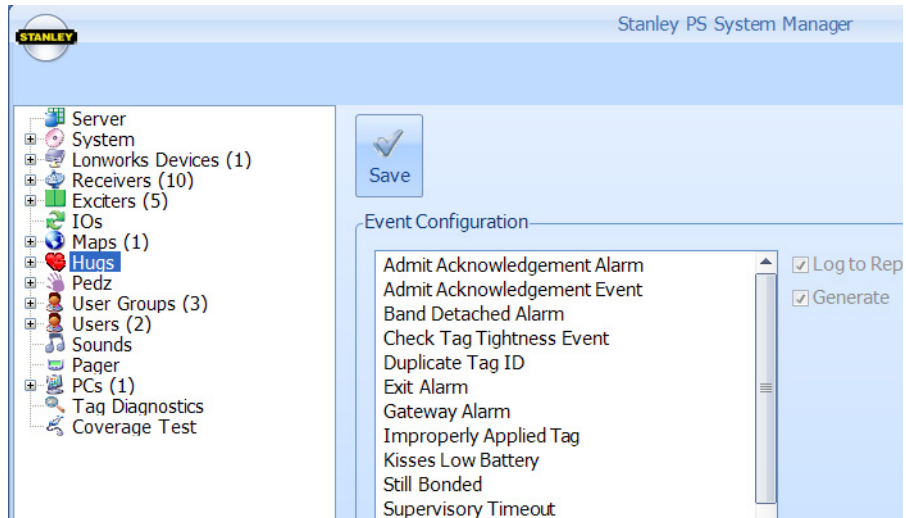 Stanley PS System Manager
STANLEY
Server
System
Lonworks Devices (1)
Receivers (10)
Exciters (5)
IOs
Maps (1)
Hugs
Pedz
User Groups (3)
Users (2)
Sounds
Pager
PCs (1)
Tag Diagnostics
Coverage Test
Save
Event Configuration
Admit Acknowledgement Alarm
Admit Acknowledgement Event
Band Detached Alarm
Check Tag Tightness Event
Duplicate Tag ID
Exit Alarm
Gateway Alarm
Improperly Applied Tag
Kisses Low Battery
Still Bonded
Supervisory Timeout
Log to Rep
Generate